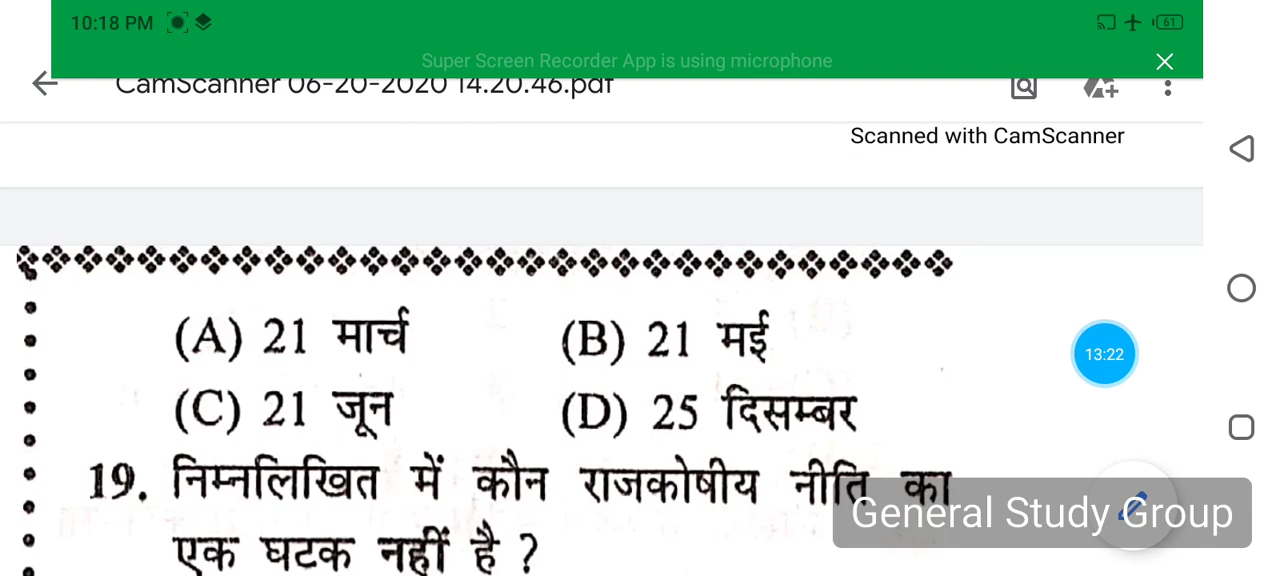 10:18 PM 61
Super Screen Recorder App is using microphone
CamScanner 06-20-2020 14.20.46.pdf
Scanned with CamScanner
(A) 21 मार्च (B) 21 मई
13:22
(C) 21 जून (D) 25 दिसम्बर
19. निम्नलिखित में कौन राजकोषीय नीति का
General Study Group
एक घटक नहीं है ?